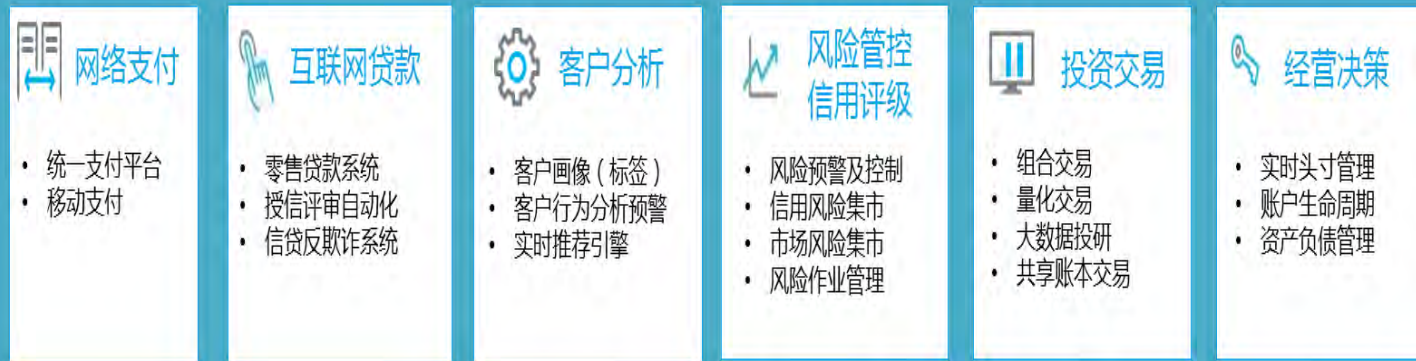 网络支付
• 统一支付平台
• 移动支付
互联网贷款
• 零售贷款系统
• 授信评审自动化
• 信贷反欺诈系统
客户分析
• 客户画像（标签）
• 客户行为分析预警
• 实时推荐引擎
风险管控
信用评级
• 风险预警及控制
• 信用风险集市
• 市场风险集市
• 风险作业管理
投资交易
• 组合交易
• 量化交易
• 大数据投研
• 共享账本交易
经营决策
• 实时头寸管理
• 账户生命周期
• 资产负债管理